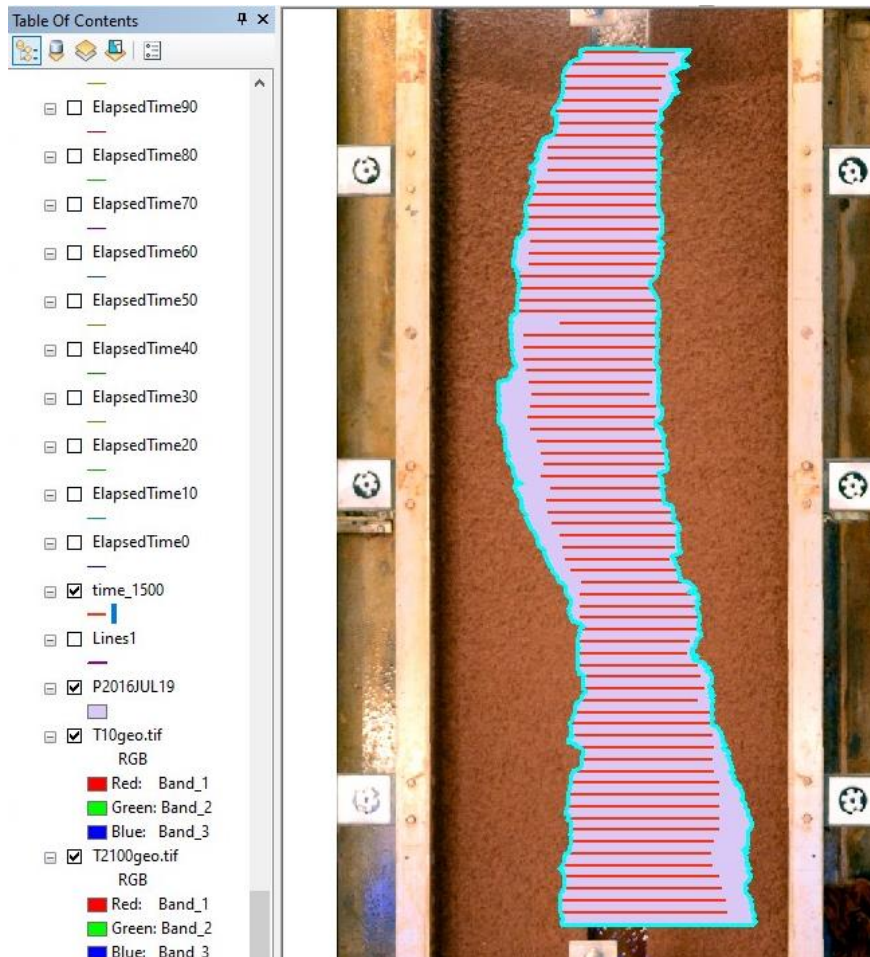 Table Of Contents
ElapsedTime90
ElapsedTime80
ElapsedTime70
ElapsedTime60
ElapsedTime50
ElapsedTime40
ElapsedTime30
ElapsedTime20
ElapsedTime10
ElapsedTime0
time_1500
Lines1
P2016JUL19
T10geo.tif
RGB
Red: Band_1
Green: Band_2
Blue: Band_3
T2100geo.tif
RGB
Red: Band_1
Green: Band_2
Blue: Band_3